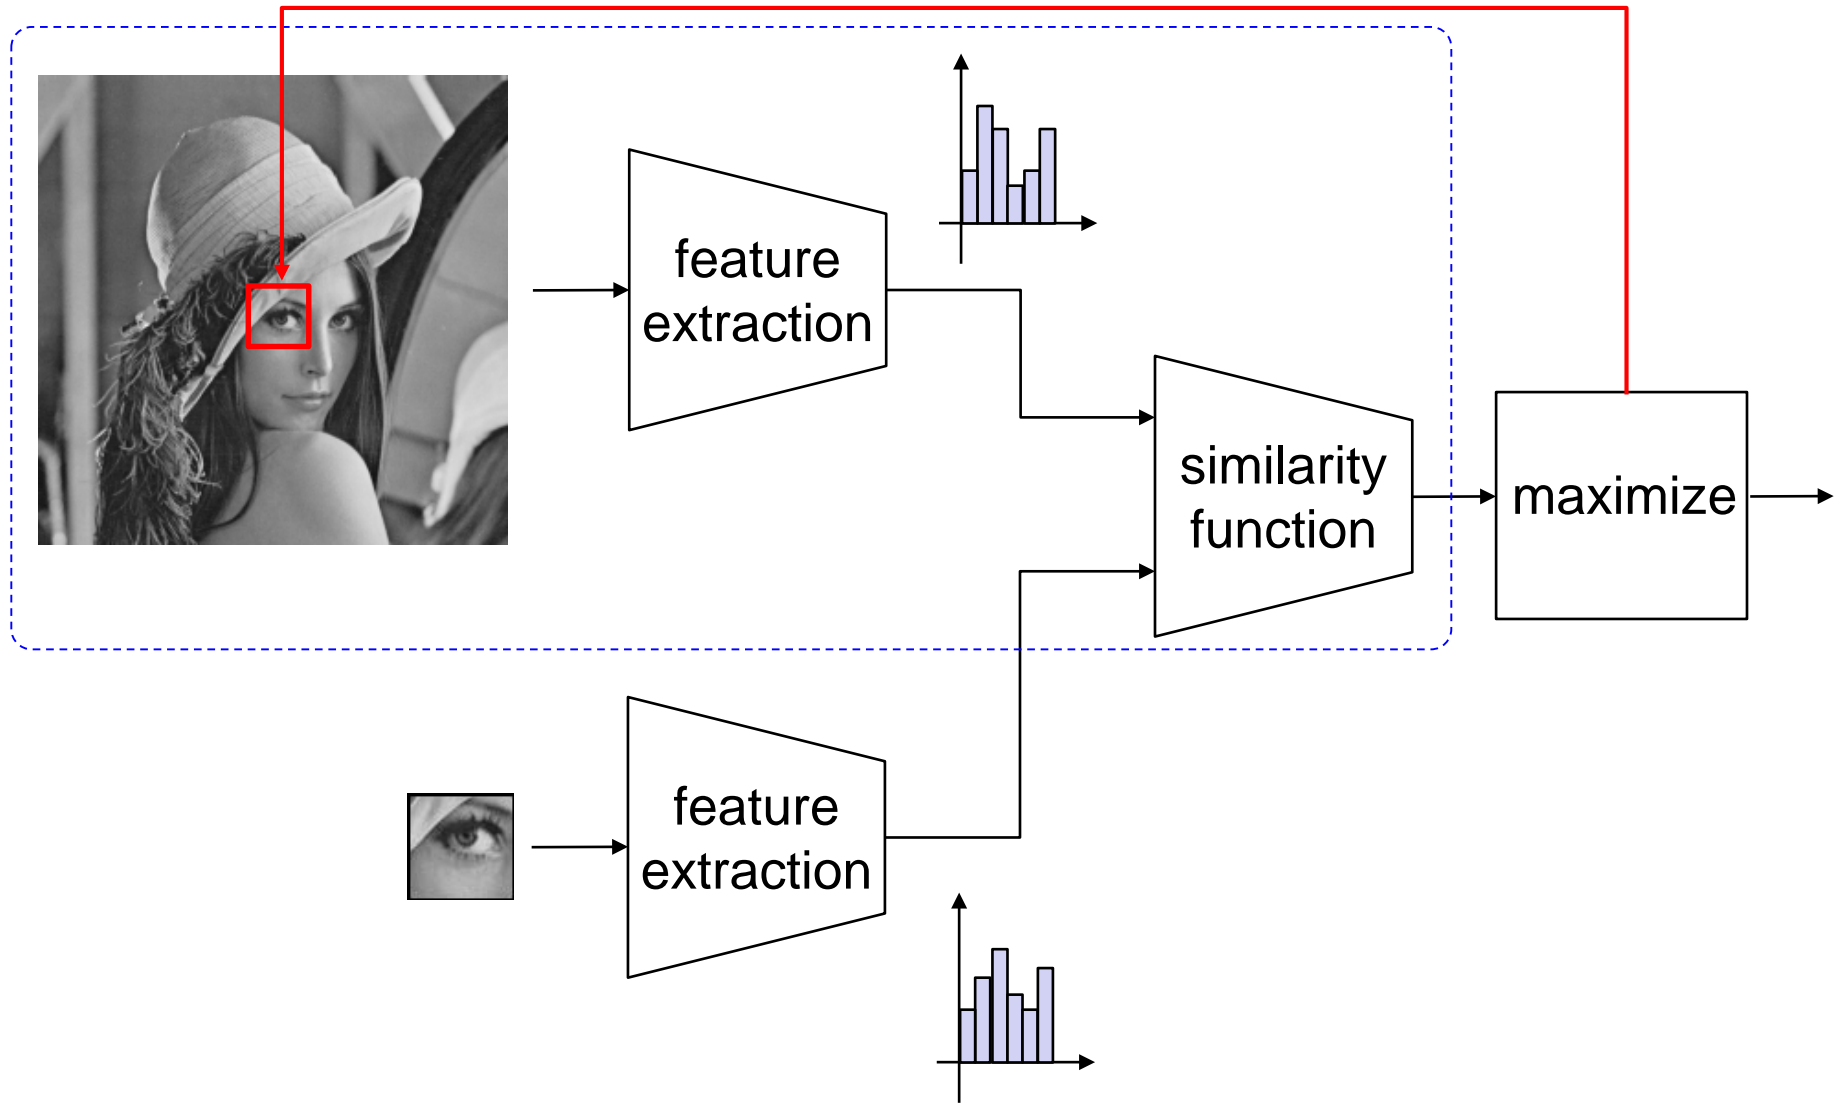 feature
extraction
similarity
function
maximize
feature
extraction